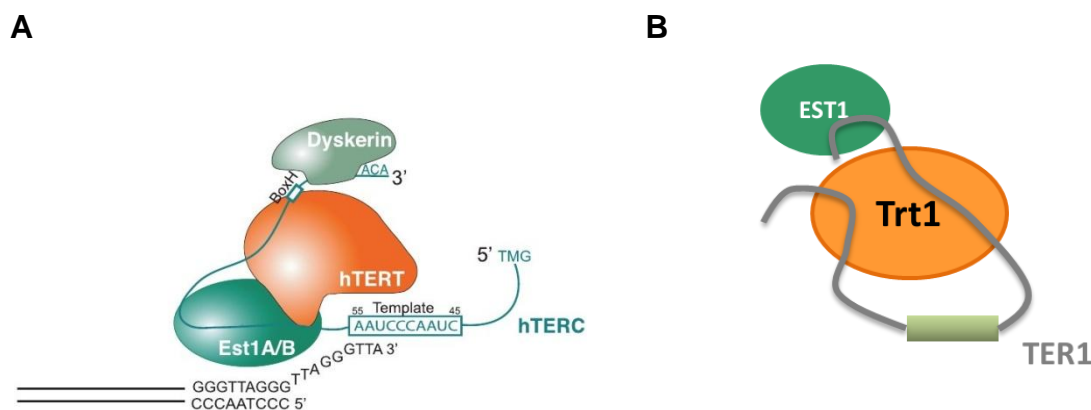 A
B
Dyskerin
EST1
BoxH
ACA 3'
Trt1
5' TMG
hTERT
55 Template 45
AAUCCCAAUC
hTERC
Est1A/B
GGGTTAGGGTTAGGGTTA 3'
CCCAATCCC 5'
TER1